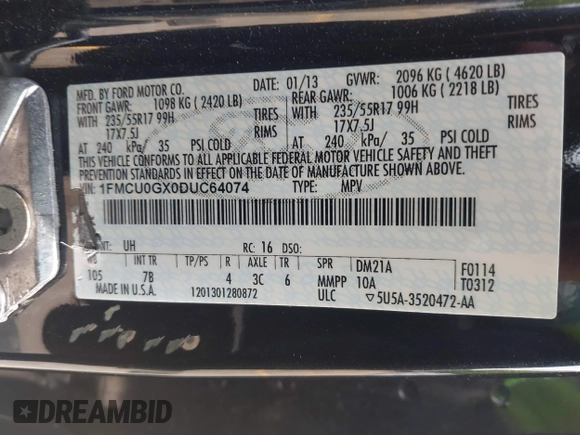 MFD. BY FORD MOTOR CO.
DATE: 01/13 GVWR: 2096 KG ( 4620 LB)
FRONT GAWR: 1098 KG ( 2420 LB) REAR GAWR: 1006 KG ( 2218 LB)
WITH 235/55R17 99H TIRES WITH 235/55R17 99H TIRES
17X7.5J RIMS 17X7.5J RIMS
AT 240 kPa/ 35 PSI COLD AT 240 kPa/ 35 PSI COLD
THIS VEHICLE CONFORMS TO ALL APPLICABLE FEDERAL MOTOR VEHICLE SAFETY AND THEFT
PREVENTION STANDARDS IN EFFECT ON THE DATE OF MANUFACTURE SHOWN ABOVE.
1FMCU0GX0DUC64074 TYPE: MPV
NT: UH RC: 16 DSO:
INT TR TP/PS R AXLE TR SPR DM21A F0114
105 7B 4 3C 6 MMPP 10A T0312
MADE IN U.S.A. 1201301280872 ULC 5U5A-3520472-AA
DREAMBID